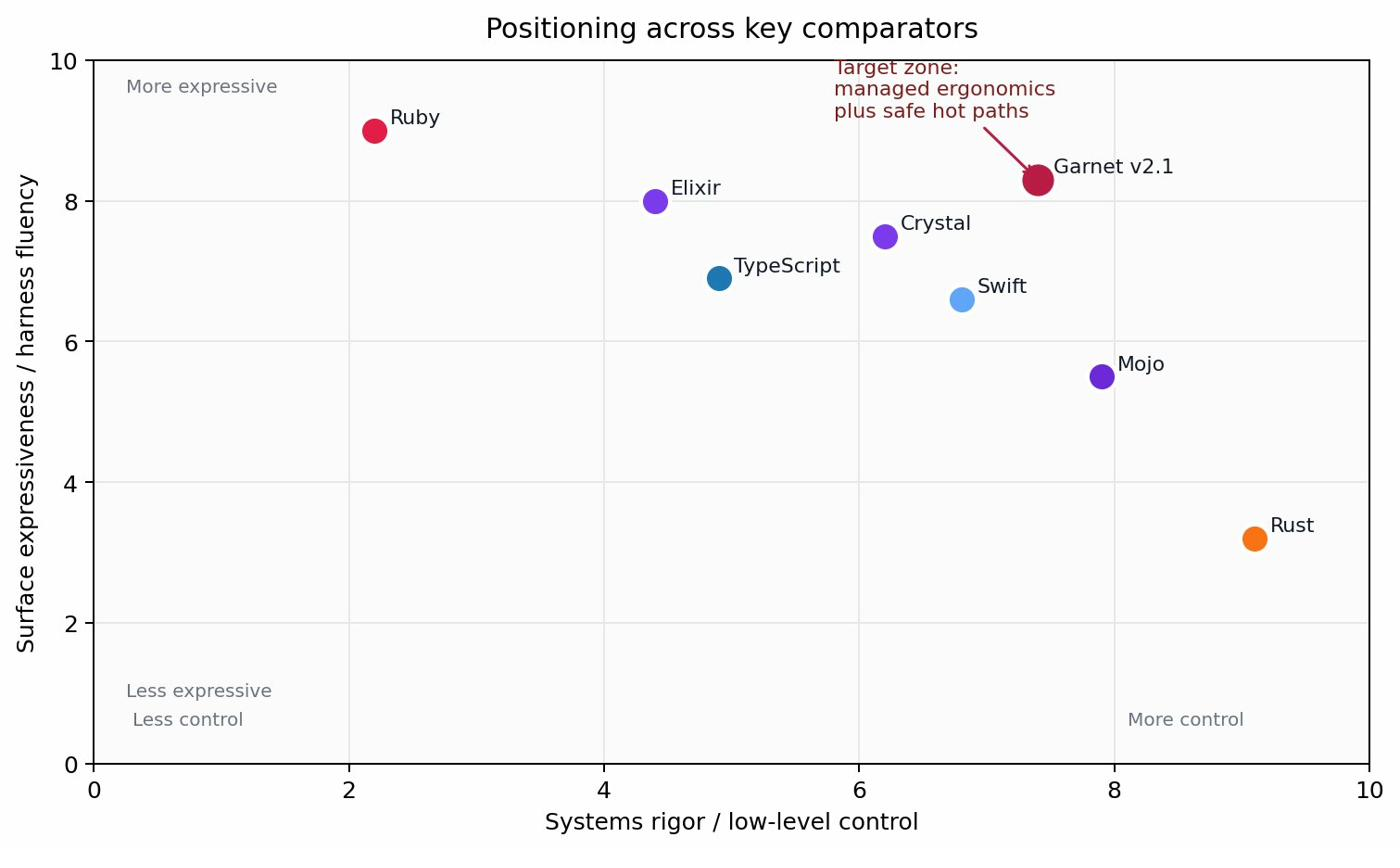 Positioning across key comparators
10
More expressive
Target zone:
managed ergonomics
plus safe hot paths
Ruby
Garnet v2.1
Elixir
8
Crystal
TypeScript
Swift
6
Mojo
4
Rust
2
Less expressive
Less control
More control
0
0 2 4 6 8 10
Systems rigor / low-level control
Surface expressiveness / harness fluency